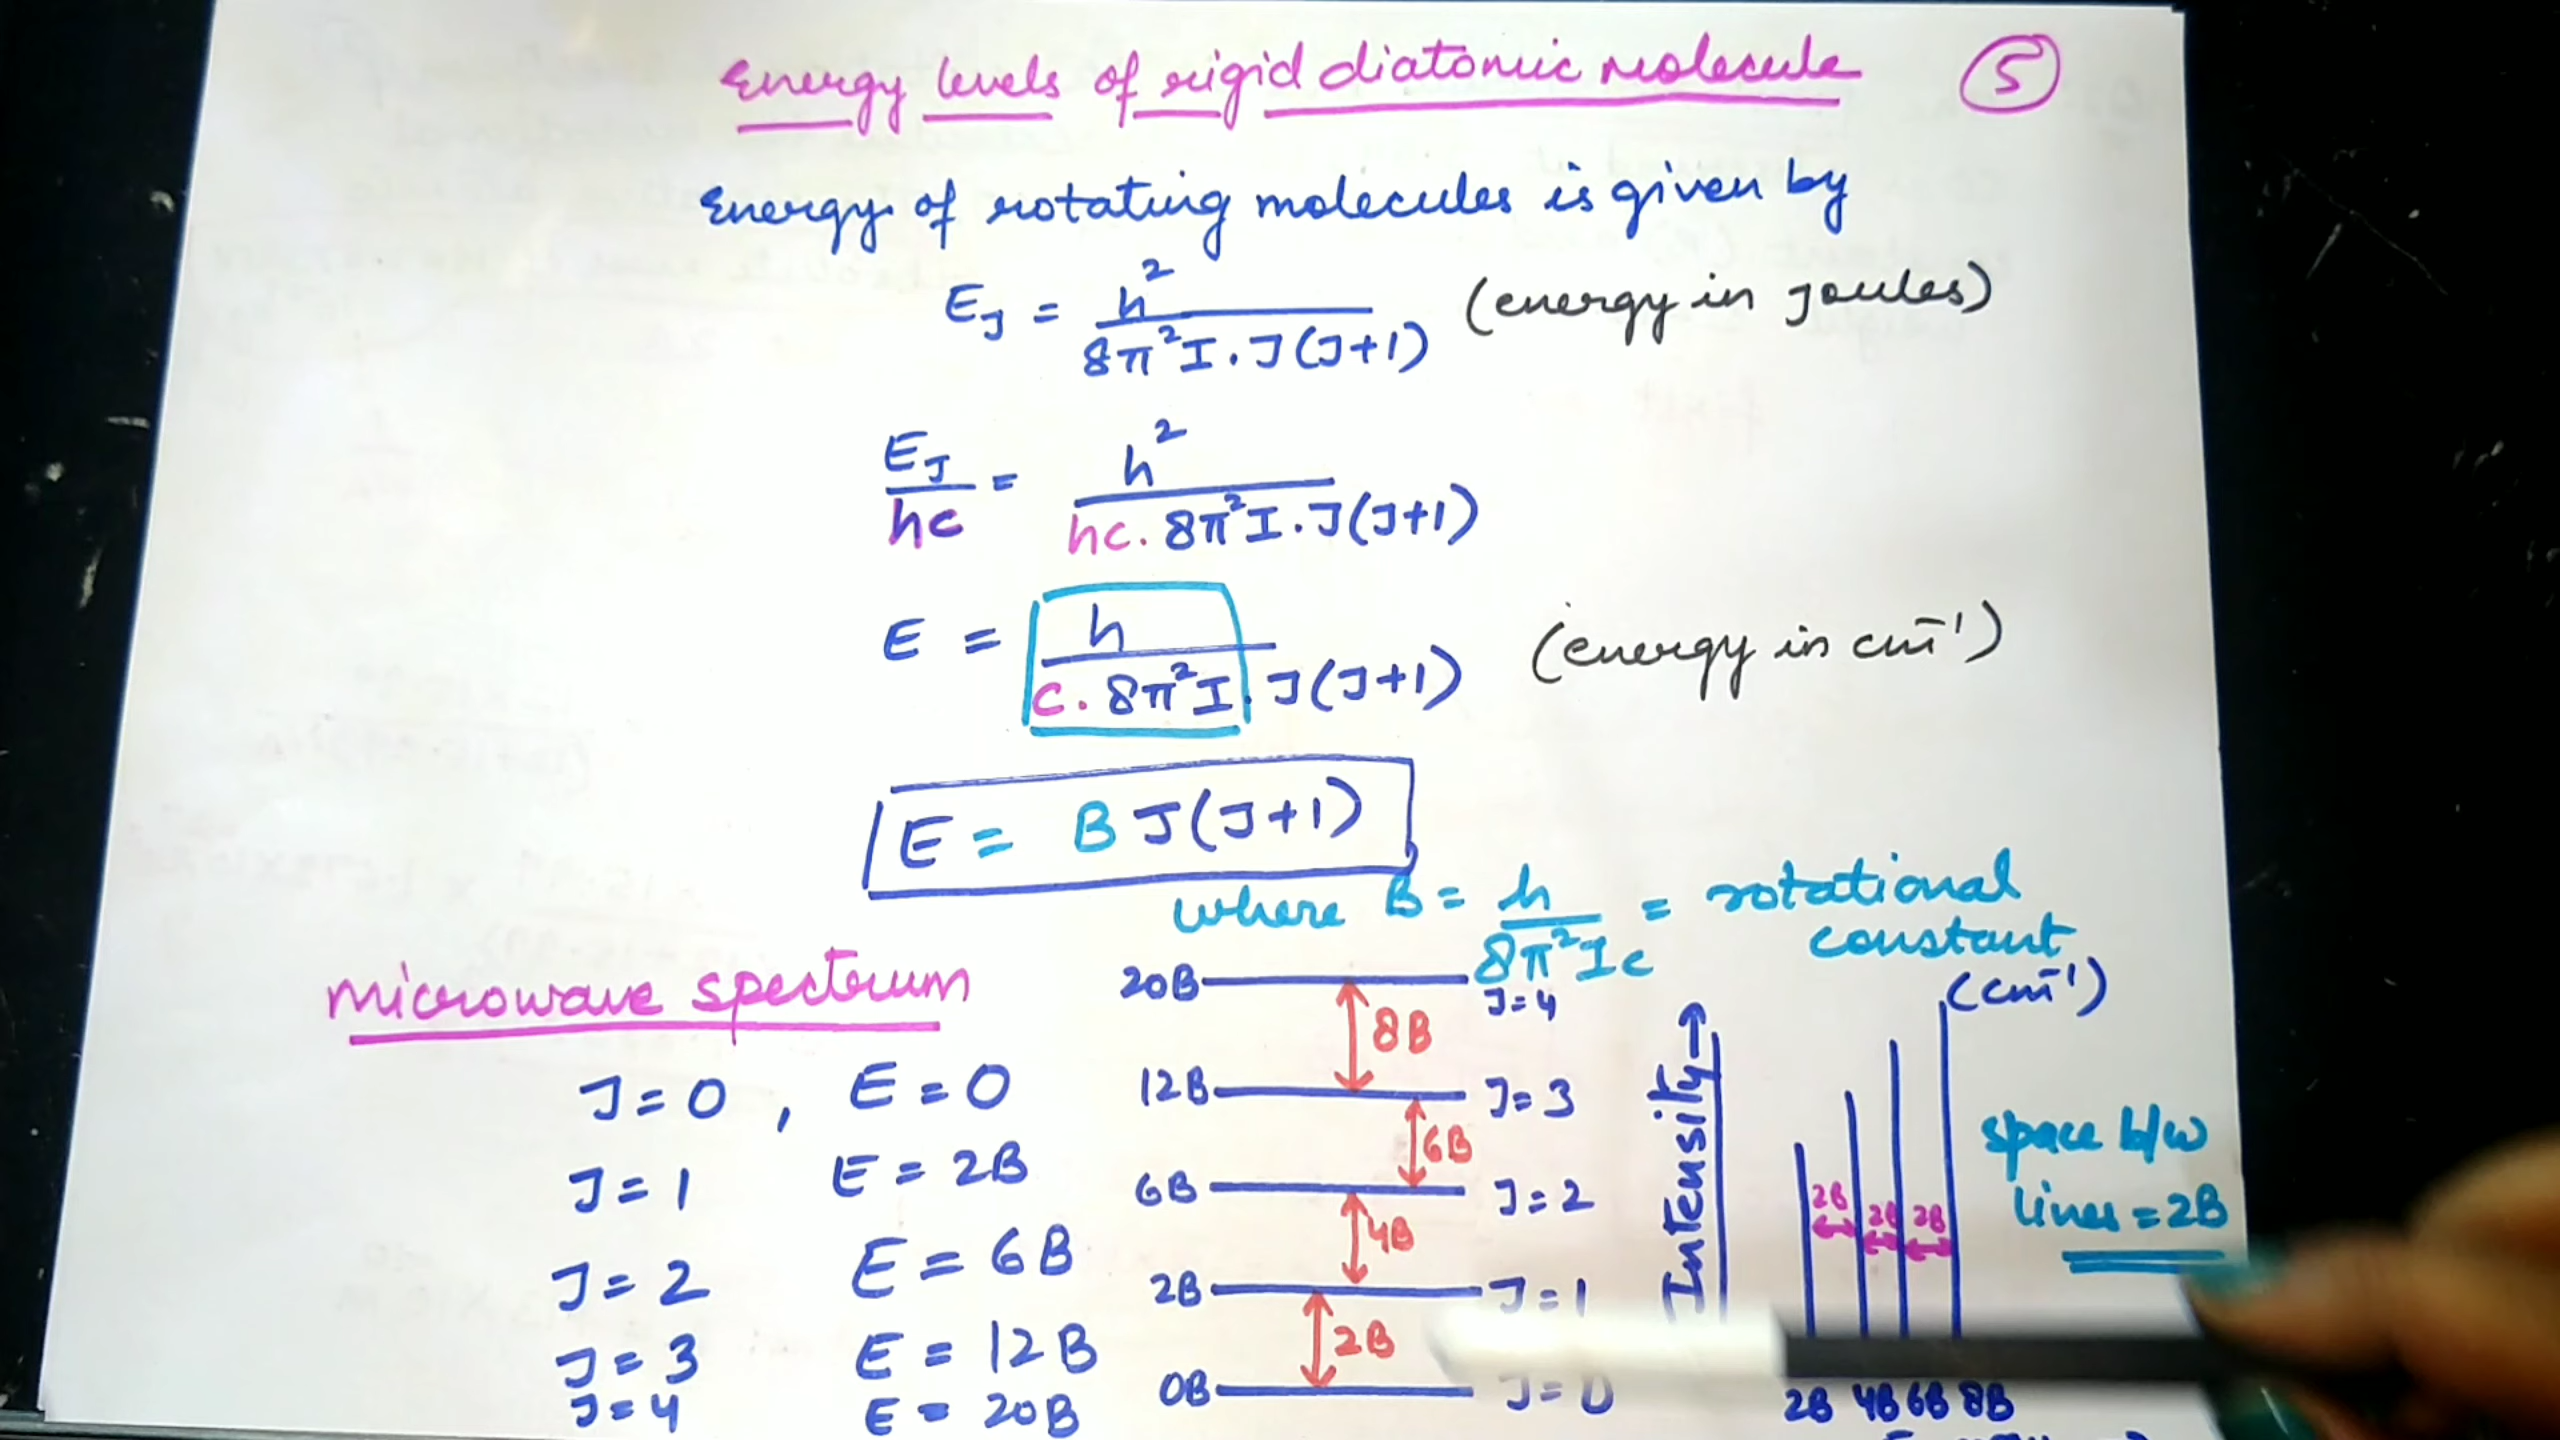 Energy levels of rigid diatomic molecule 5
Energy of rotating molecules is given by
E_J = h² / 8π²I . J(J+1) (energy in Joules)
E_J / hc = h² / hc. 8π²I . J(J+1)
E = h / c. 8π²I . J(J+1) (energy in cm⁻¹)
E = B J(J+1)
where B = h / 8π²Ic = rotational
constant
(cm⁻¹)
Microwave spectrum
J=0 , E=0
J=1 E=2B
J=2 E=6B
J=3 E=12B
J=4 E=20B
20B J=4
8B
12B J=3
6B
6B J=2
4B
2B J=1
2B
0B J=0
Intensity→
2B 2B 2B
space b/w
lines = 2B
2B 4B 6B 8B